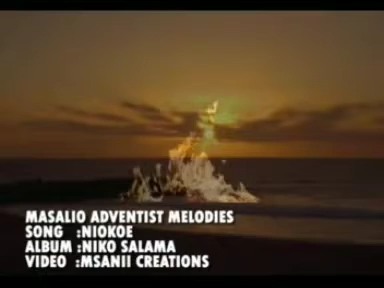 MASALIO ADVENTIST MELODIES
SONG :NIOKOE
ALBUM :NIKO SALAMA
VIDEO :MSANII CREATIONS